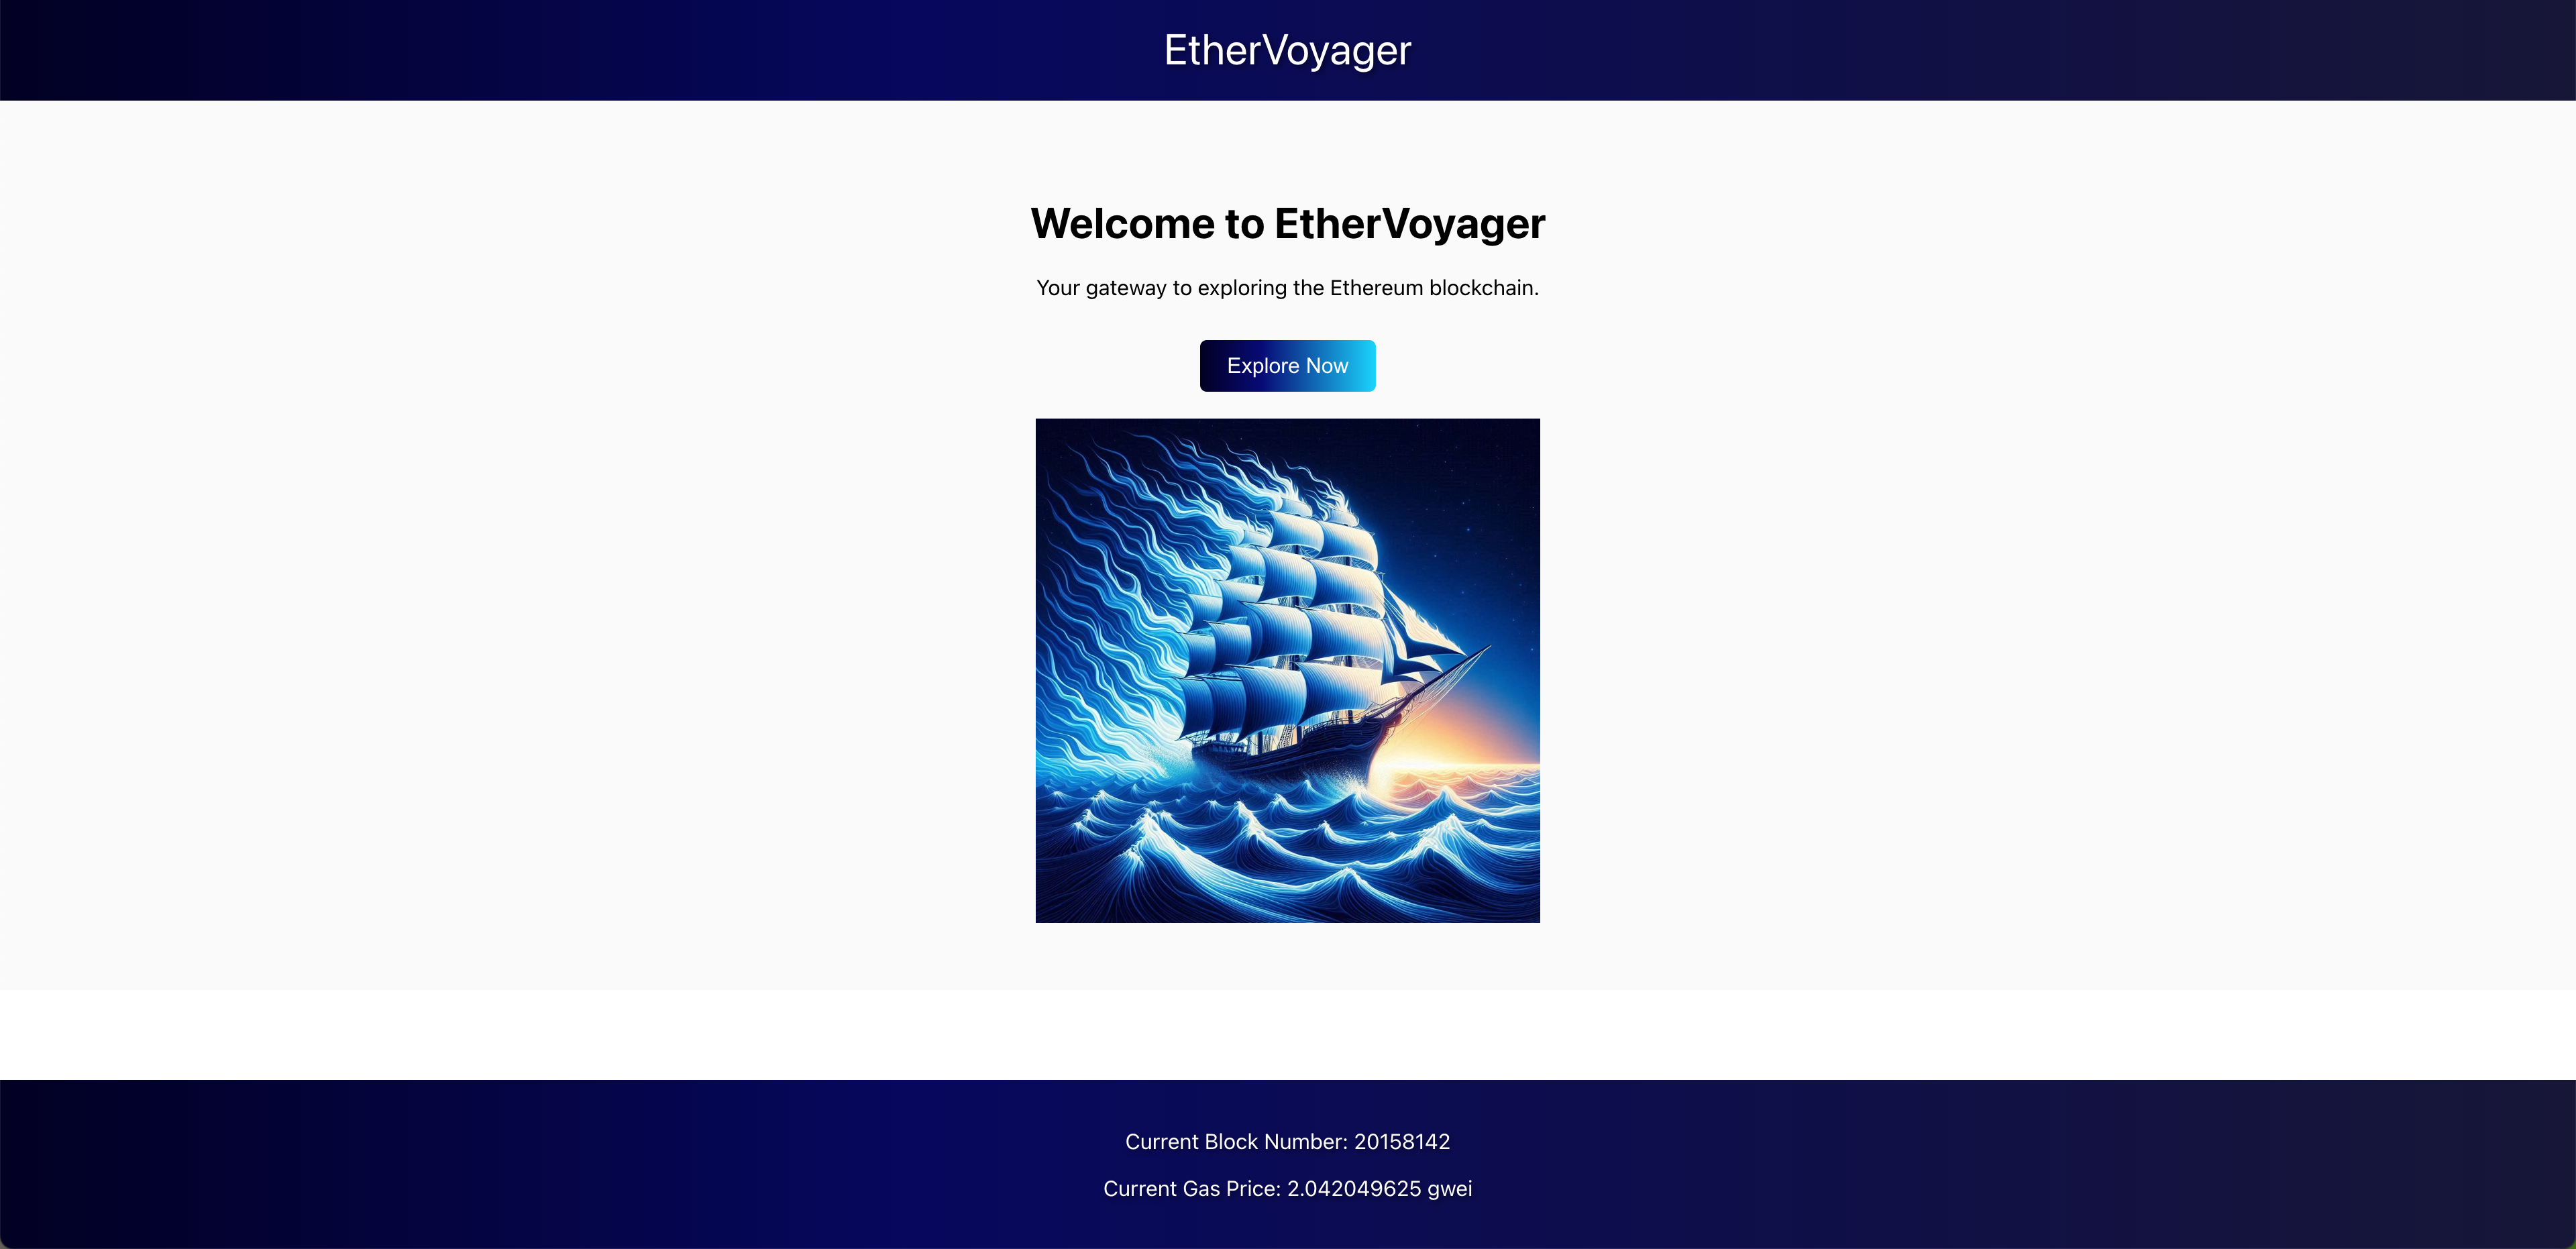 EtherVoyager
Welcome to EtherVoyager
Your gateway to exploring the Ethereum blockchain.
Explore Now
Current Block Number: 20158142
Current Gas Price: 2.042049625 gwei